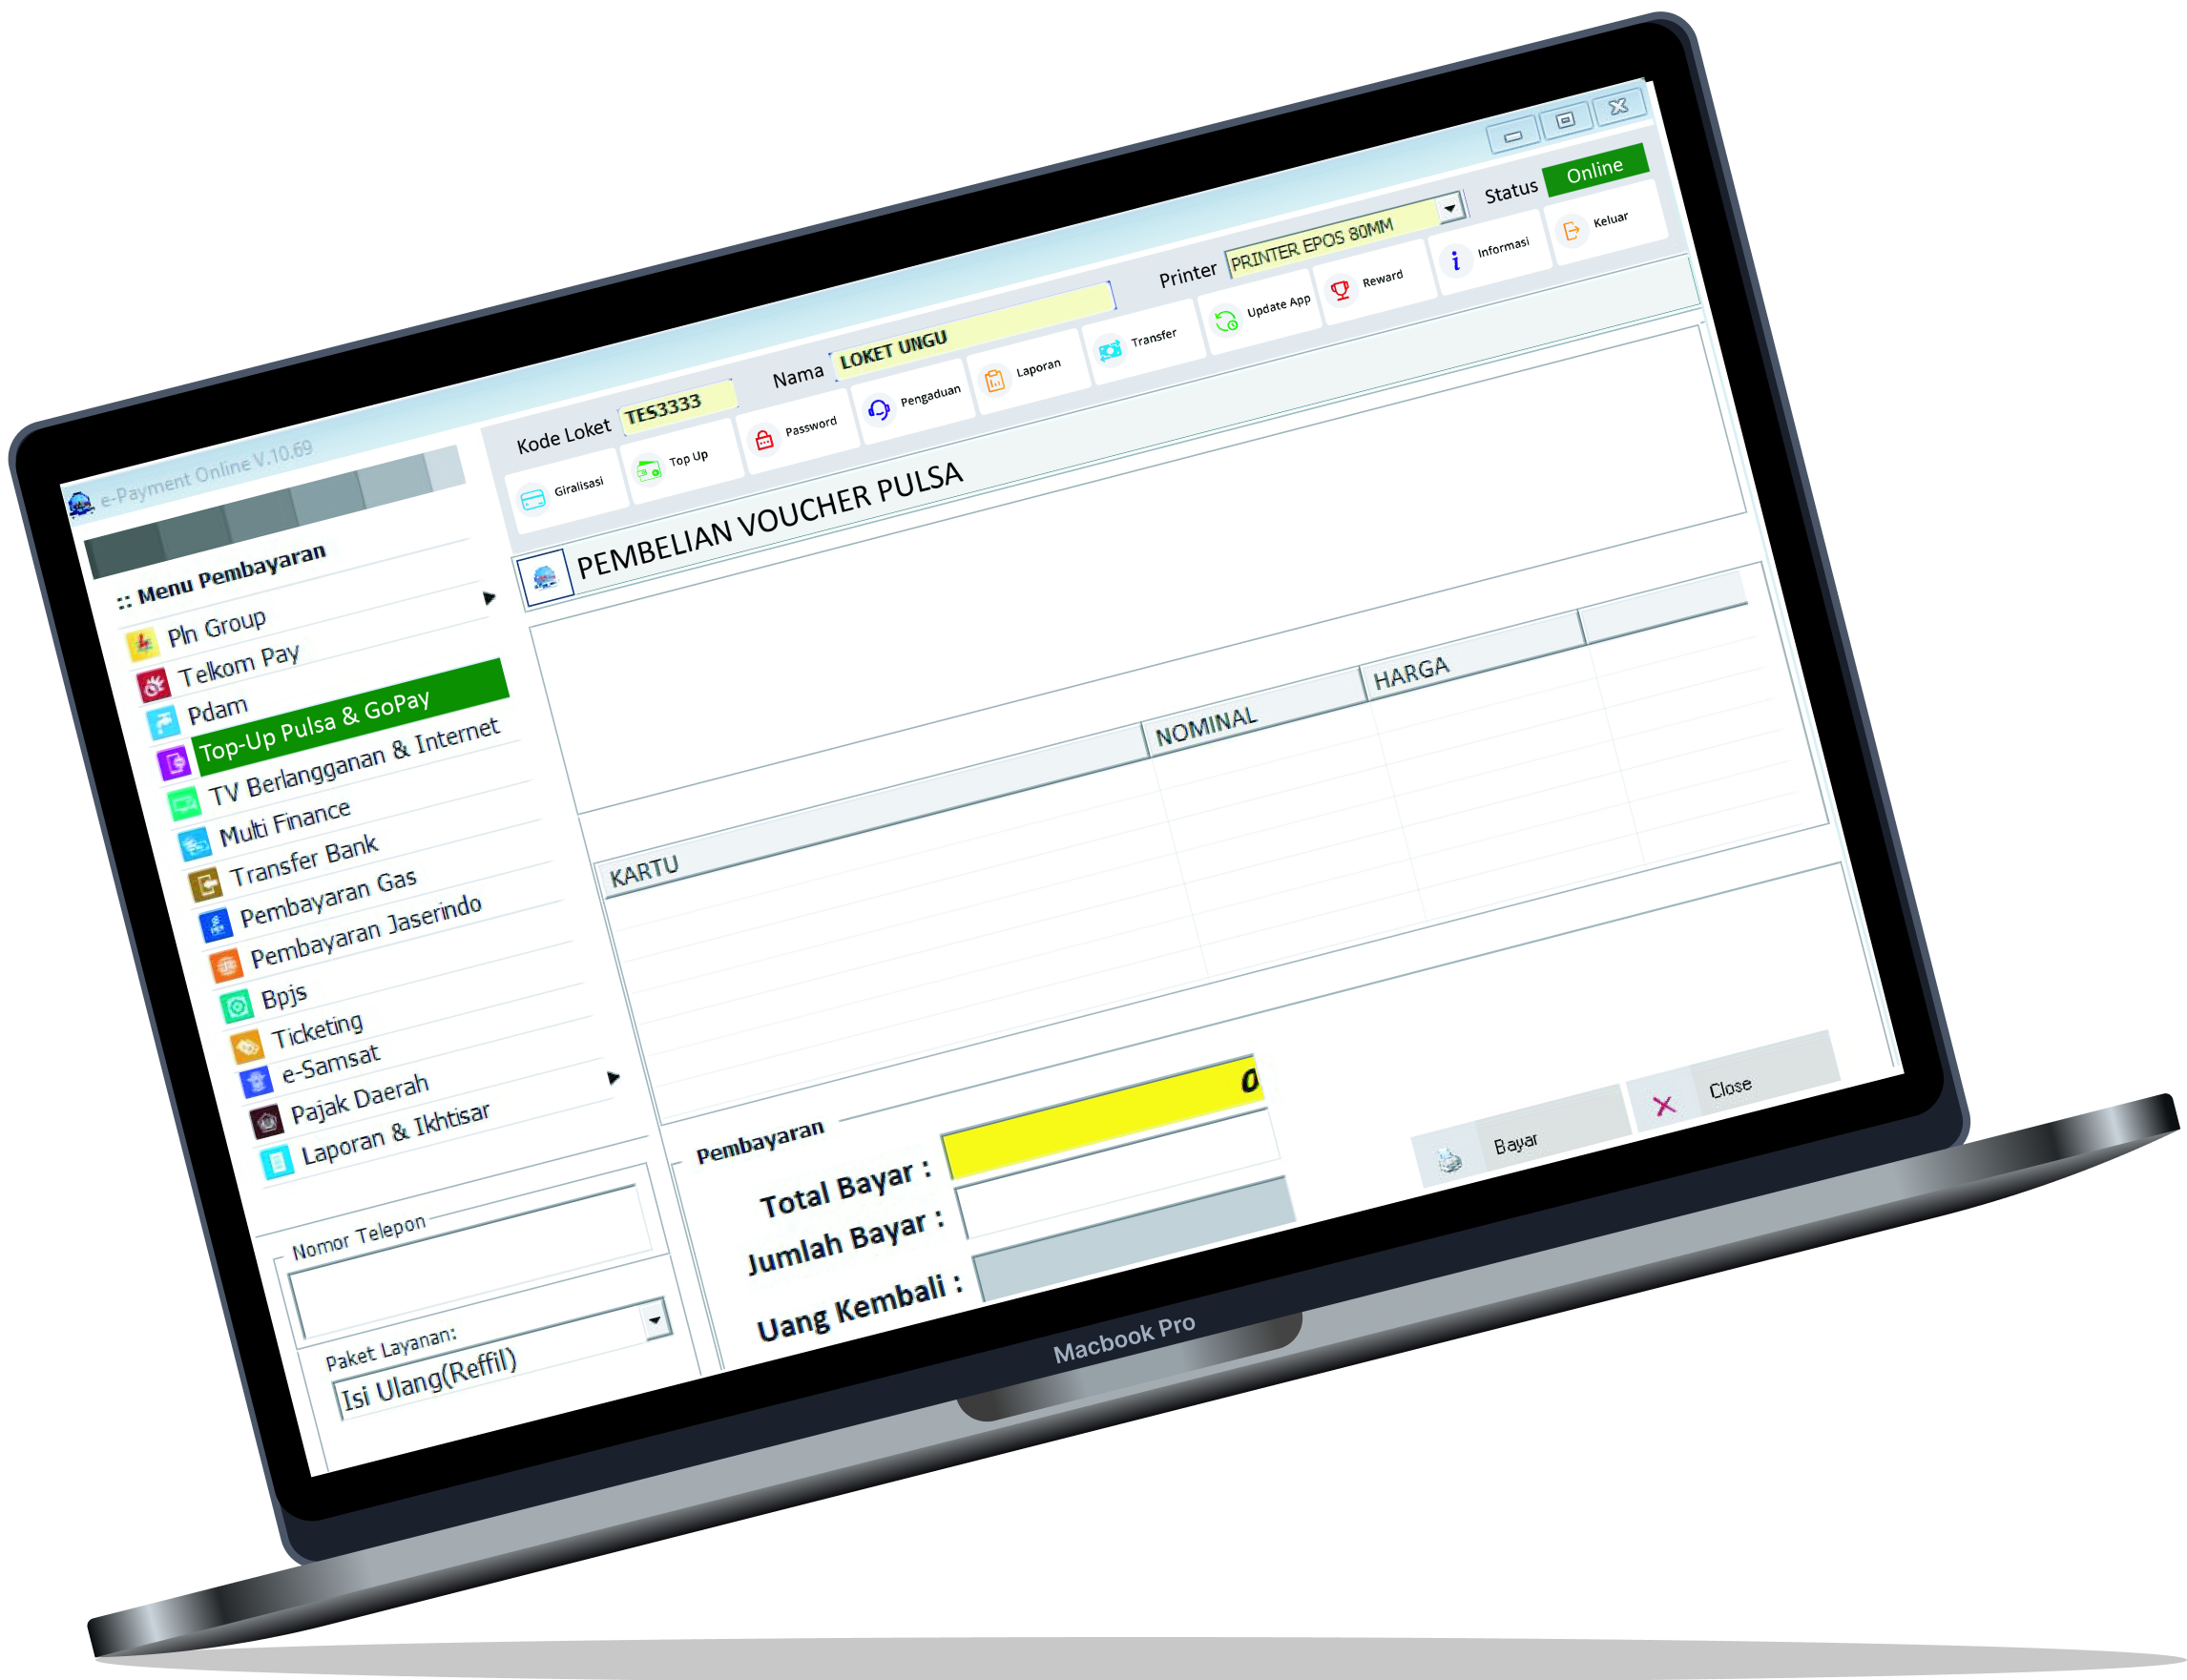 e-Payment Online V.10.69
Kode Loket TES3333 Nama LOKET UNGU Printer PRINTER EPOS 80MM Status Online
Giralisasi Top Up Password Pengaduan Laporan Transfer Update App Reward Informasi Keluar
:: Menu Pembayaran
Pln Group
Telkom Pay
Pdam
Top-Up Pulsa & GoPay
TV Berlangganan & Internet
Multi Finance
Transfer Bank
Pembayaran Gas
Pembayaran Jaserindo
Bpjs
Ticketing
e-Samsat
Pajak Daerah
Laporan & Ikhtisar
Nomor Telepon
Paket Layanan:
Isi Ulang(Reffil)
PEMBELIAN VOUCHER PULSA
KARTU NOMINAL HARGA
Pembayaran
Total Bayar : 0
Jumlah Bayar :
Uang Kembali :
Bayar Close
Macbook Pro